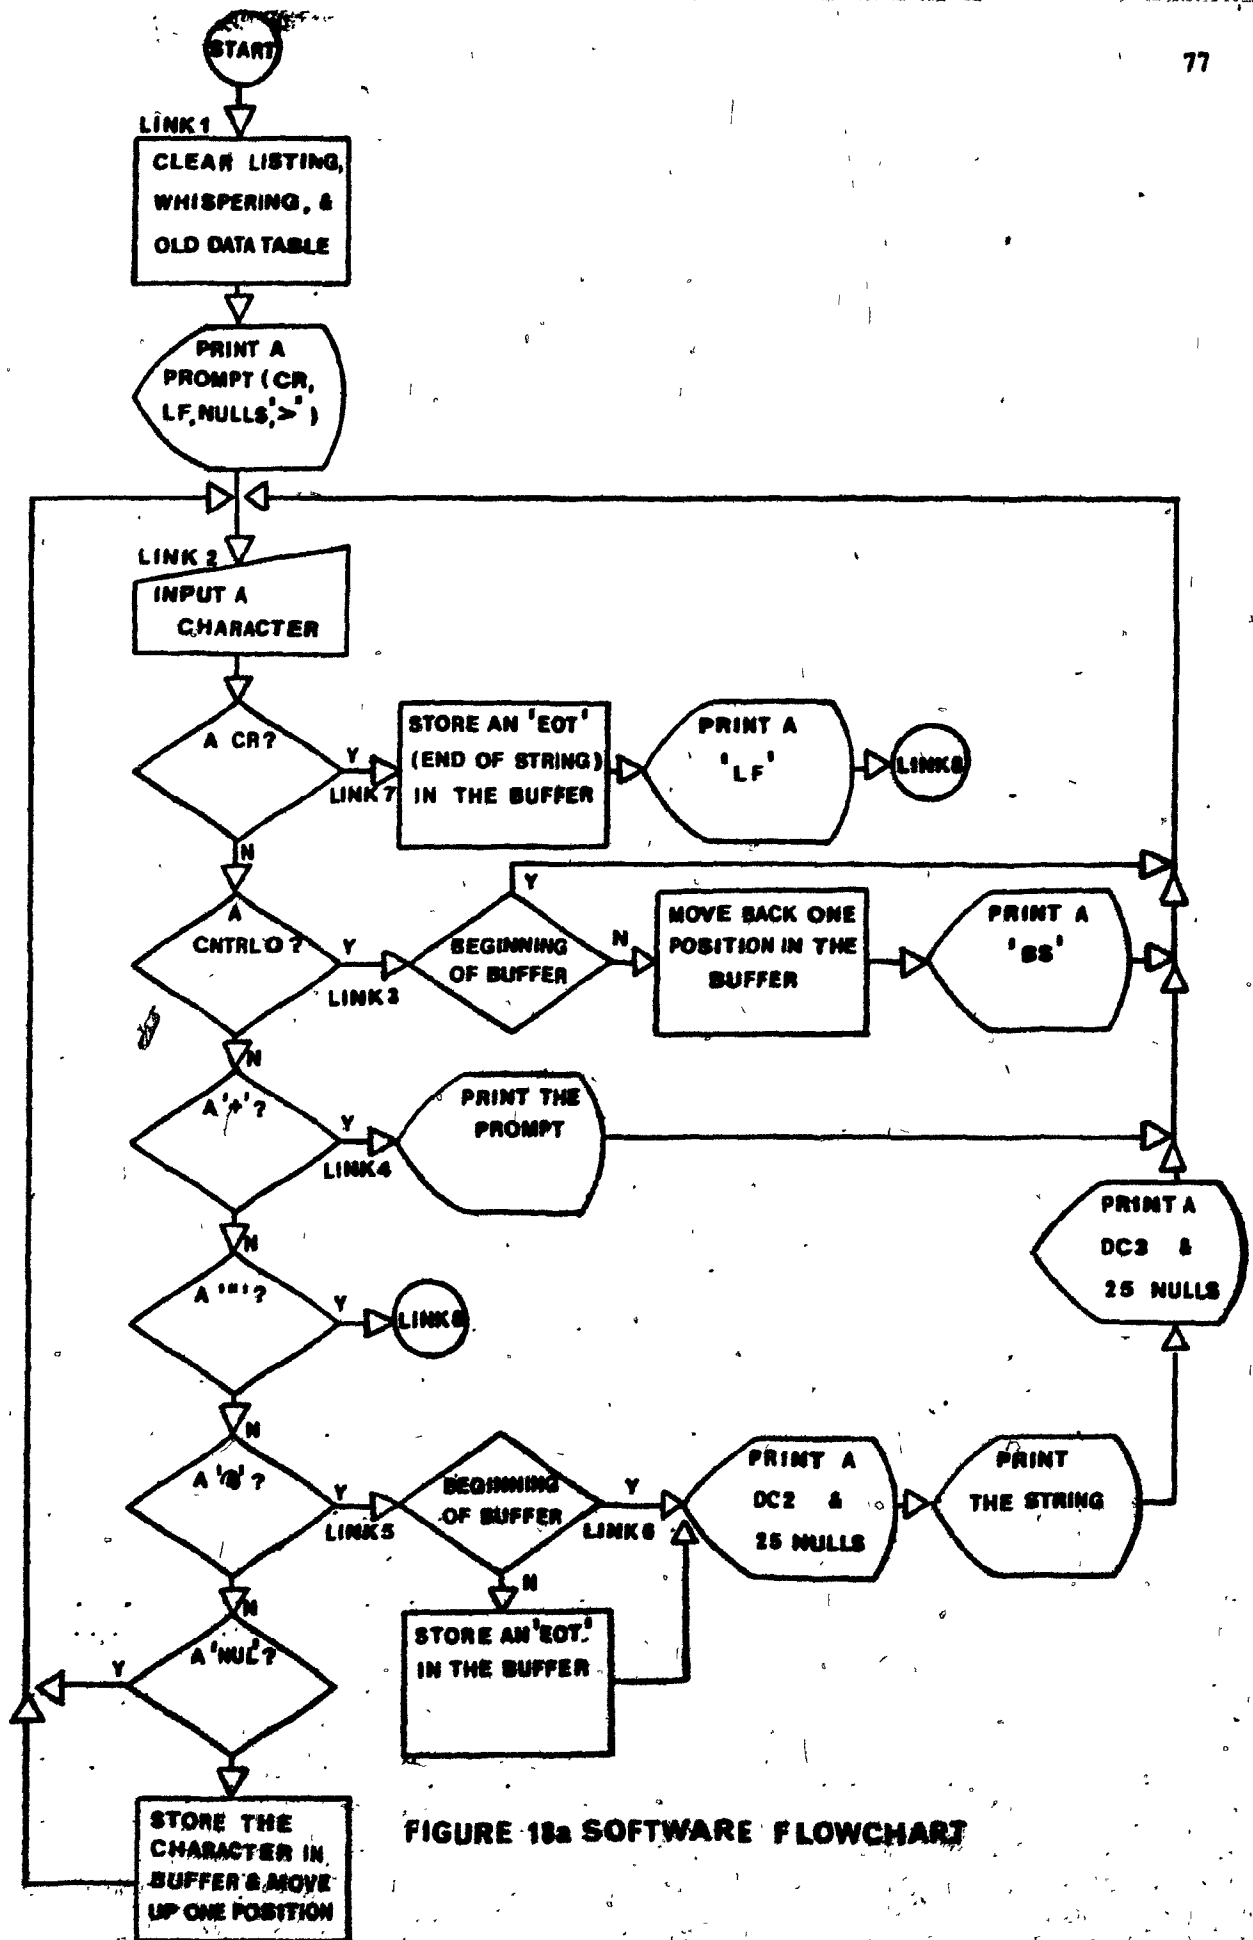 77
START
LINK 1
CLEAR LISTING,
WHISPERING, &
OLD DATA TABLE
PRINT A
PROMPT (CR,
LF, NULLS, '>' )
LINK 2
INPUT A
CHARACTER
A CR?
Y
LINK 7
N
STORE AN 'EOT'
(END OF STRING)
IN THE BUFFER
PRINT A
'LF'
A
CNTRL O ?
Y
LINK 3
N
BEGINNING
OF BUFFER
Y
N
MOVE BACK ONE
POSITION IN THE
BUFFER
PRINT A
'BS'
A '+' ?
Y
LINK 4
N
PRINT THE
PROMPT
PRINT A
& 
25 NULLS
A '"' ?
Y
N
A ?
Y
LINK 5
N
BEGINNING
OF BUFFER
Y
LINK 6
N
PRINT A
DC2 &
25 NULLS
PRINT
THE STRING
STORE AN 'EOT'
IN THE BUFFER
A 'NUL' ?
Y
STORE THE
CHARACTER IN
BUFFER & MOVE
UP ONE POSITION
FIGURE 18a SOFTWARE FLOWCHART